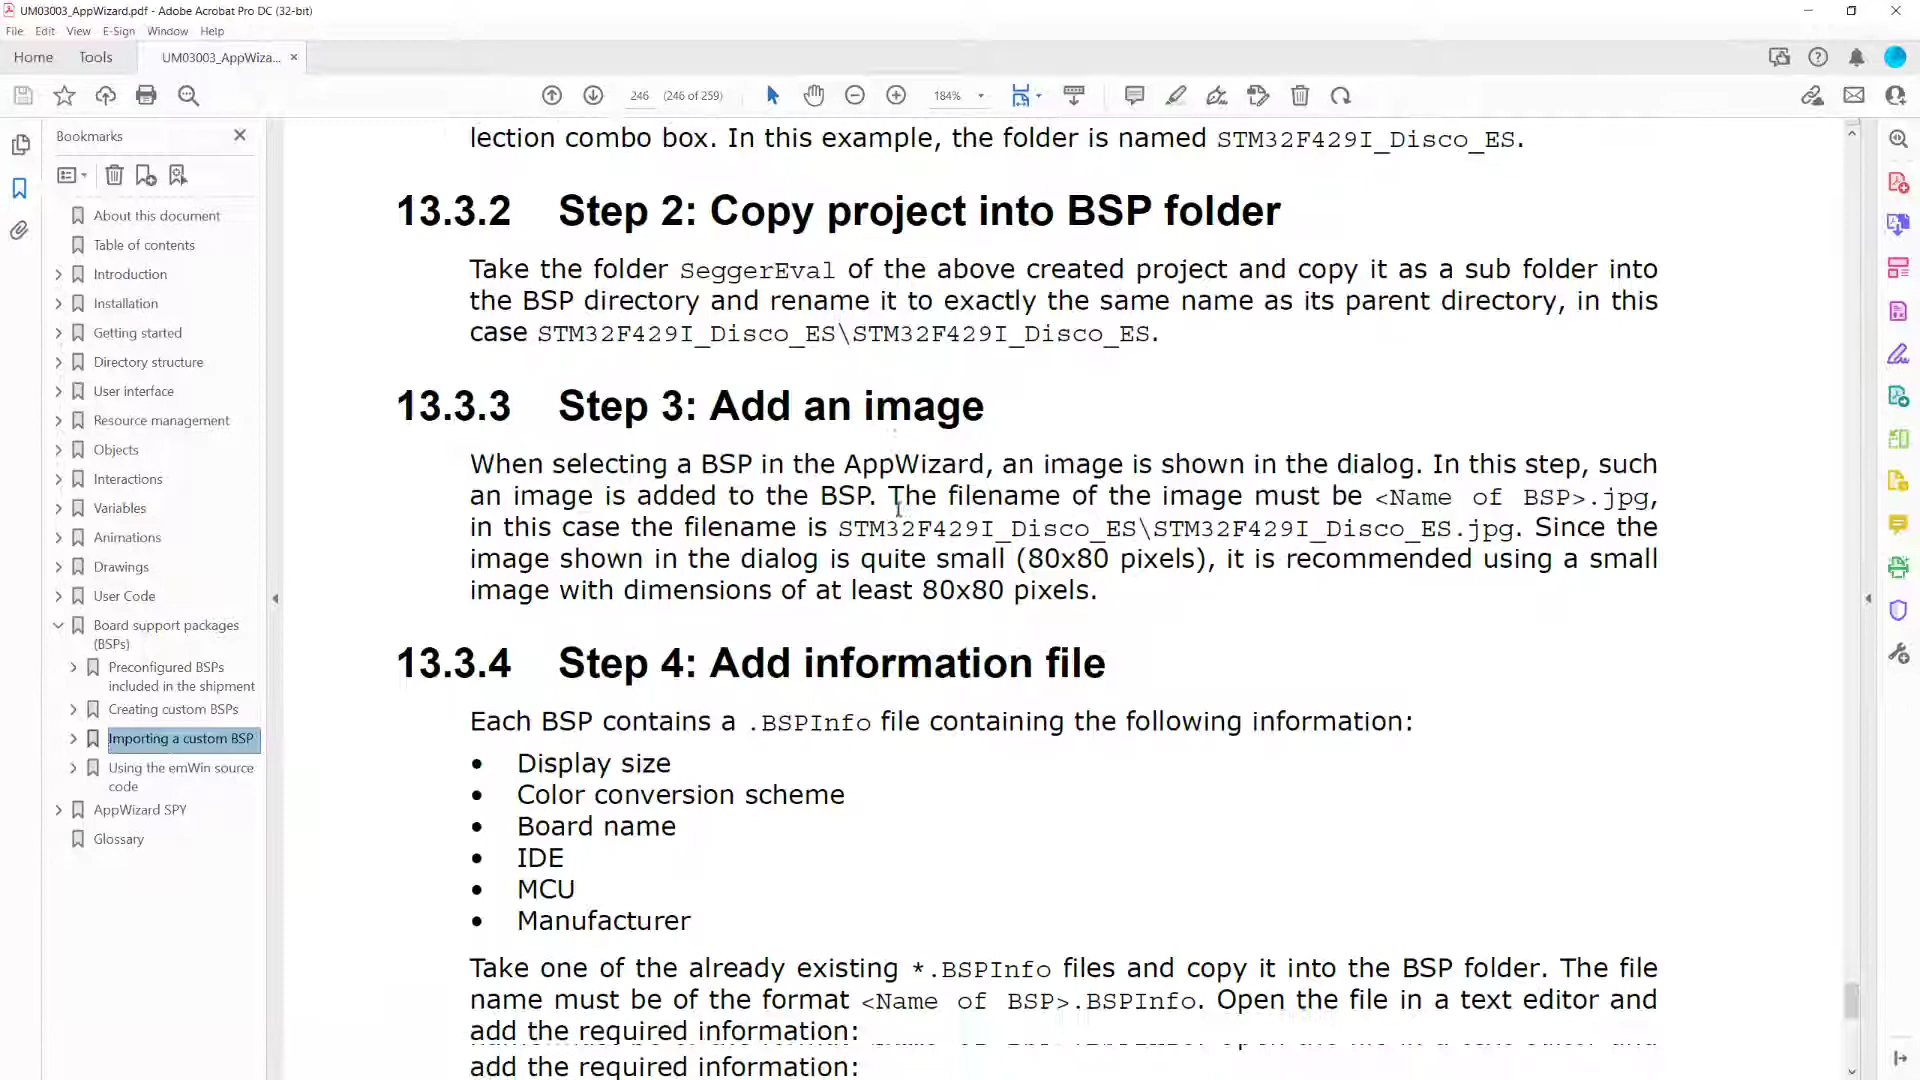 UM03003_AppWizard.pdf - Adobe Acrobat Pro DC (32-bit)
File Edit View E-Sign Window Help
Home Tools UM03003_AppWiza... ×
246 (246 of 259) 184%
Bookmarks
About this document
Table of contents
Introduction
Installation
Getting started
Directory structure
User interface
Resource management
Objects
Interactions
Variables
Animations
Drawings
User Code
Board support packages
(BSPs)
Preconfigured BSPs
included in the shipment
Creating custom BSPs
Importing a custom BSP
Using the emWin source
code
AppWizard SPY
Glossary
lection combo box. In this example, the folder is named STM32F429I_Disco_ES.
13.3.2 Step 2: Copy project into BSP folder
Take the folder SeggerEval of the above created project and copy it as a sub folder into
the BSP directory and rename it to exactly the same name as its parent directory, in this
case STM32F429I_Disco_ES\STM32F429I_Disco_ES.
13.3.3 Step 3: Add an image
When selecting a BSP in the AppWizard, an image is shown in the dialog. In this step, such
an image is added to the BSP. The filename of the image must be <Name of BSP>.jpg,
in this case the filename is STM32F429I_Disco_ES\STM32F429I_Disco_ES.jpg. Since the
image shown in the dialog is quite small (80x80 pixels), it is recommended using a small
image with dimensions of at least 80x80 pixels.
13.3.4 Step 4: Add information file
Each BSP contains a .BSPInfo file containing the following information:
• Display size
• Color conversion scheme
• Board name
• IDE
• MCU
• Manufacturer
Take one of the already existing *.BSPInfo files and copy it into the BSP folder. The file
name must be of the format <Name of BSP>.BSPInfo. Open the file in a text editor and
add the required information:
add the required information: